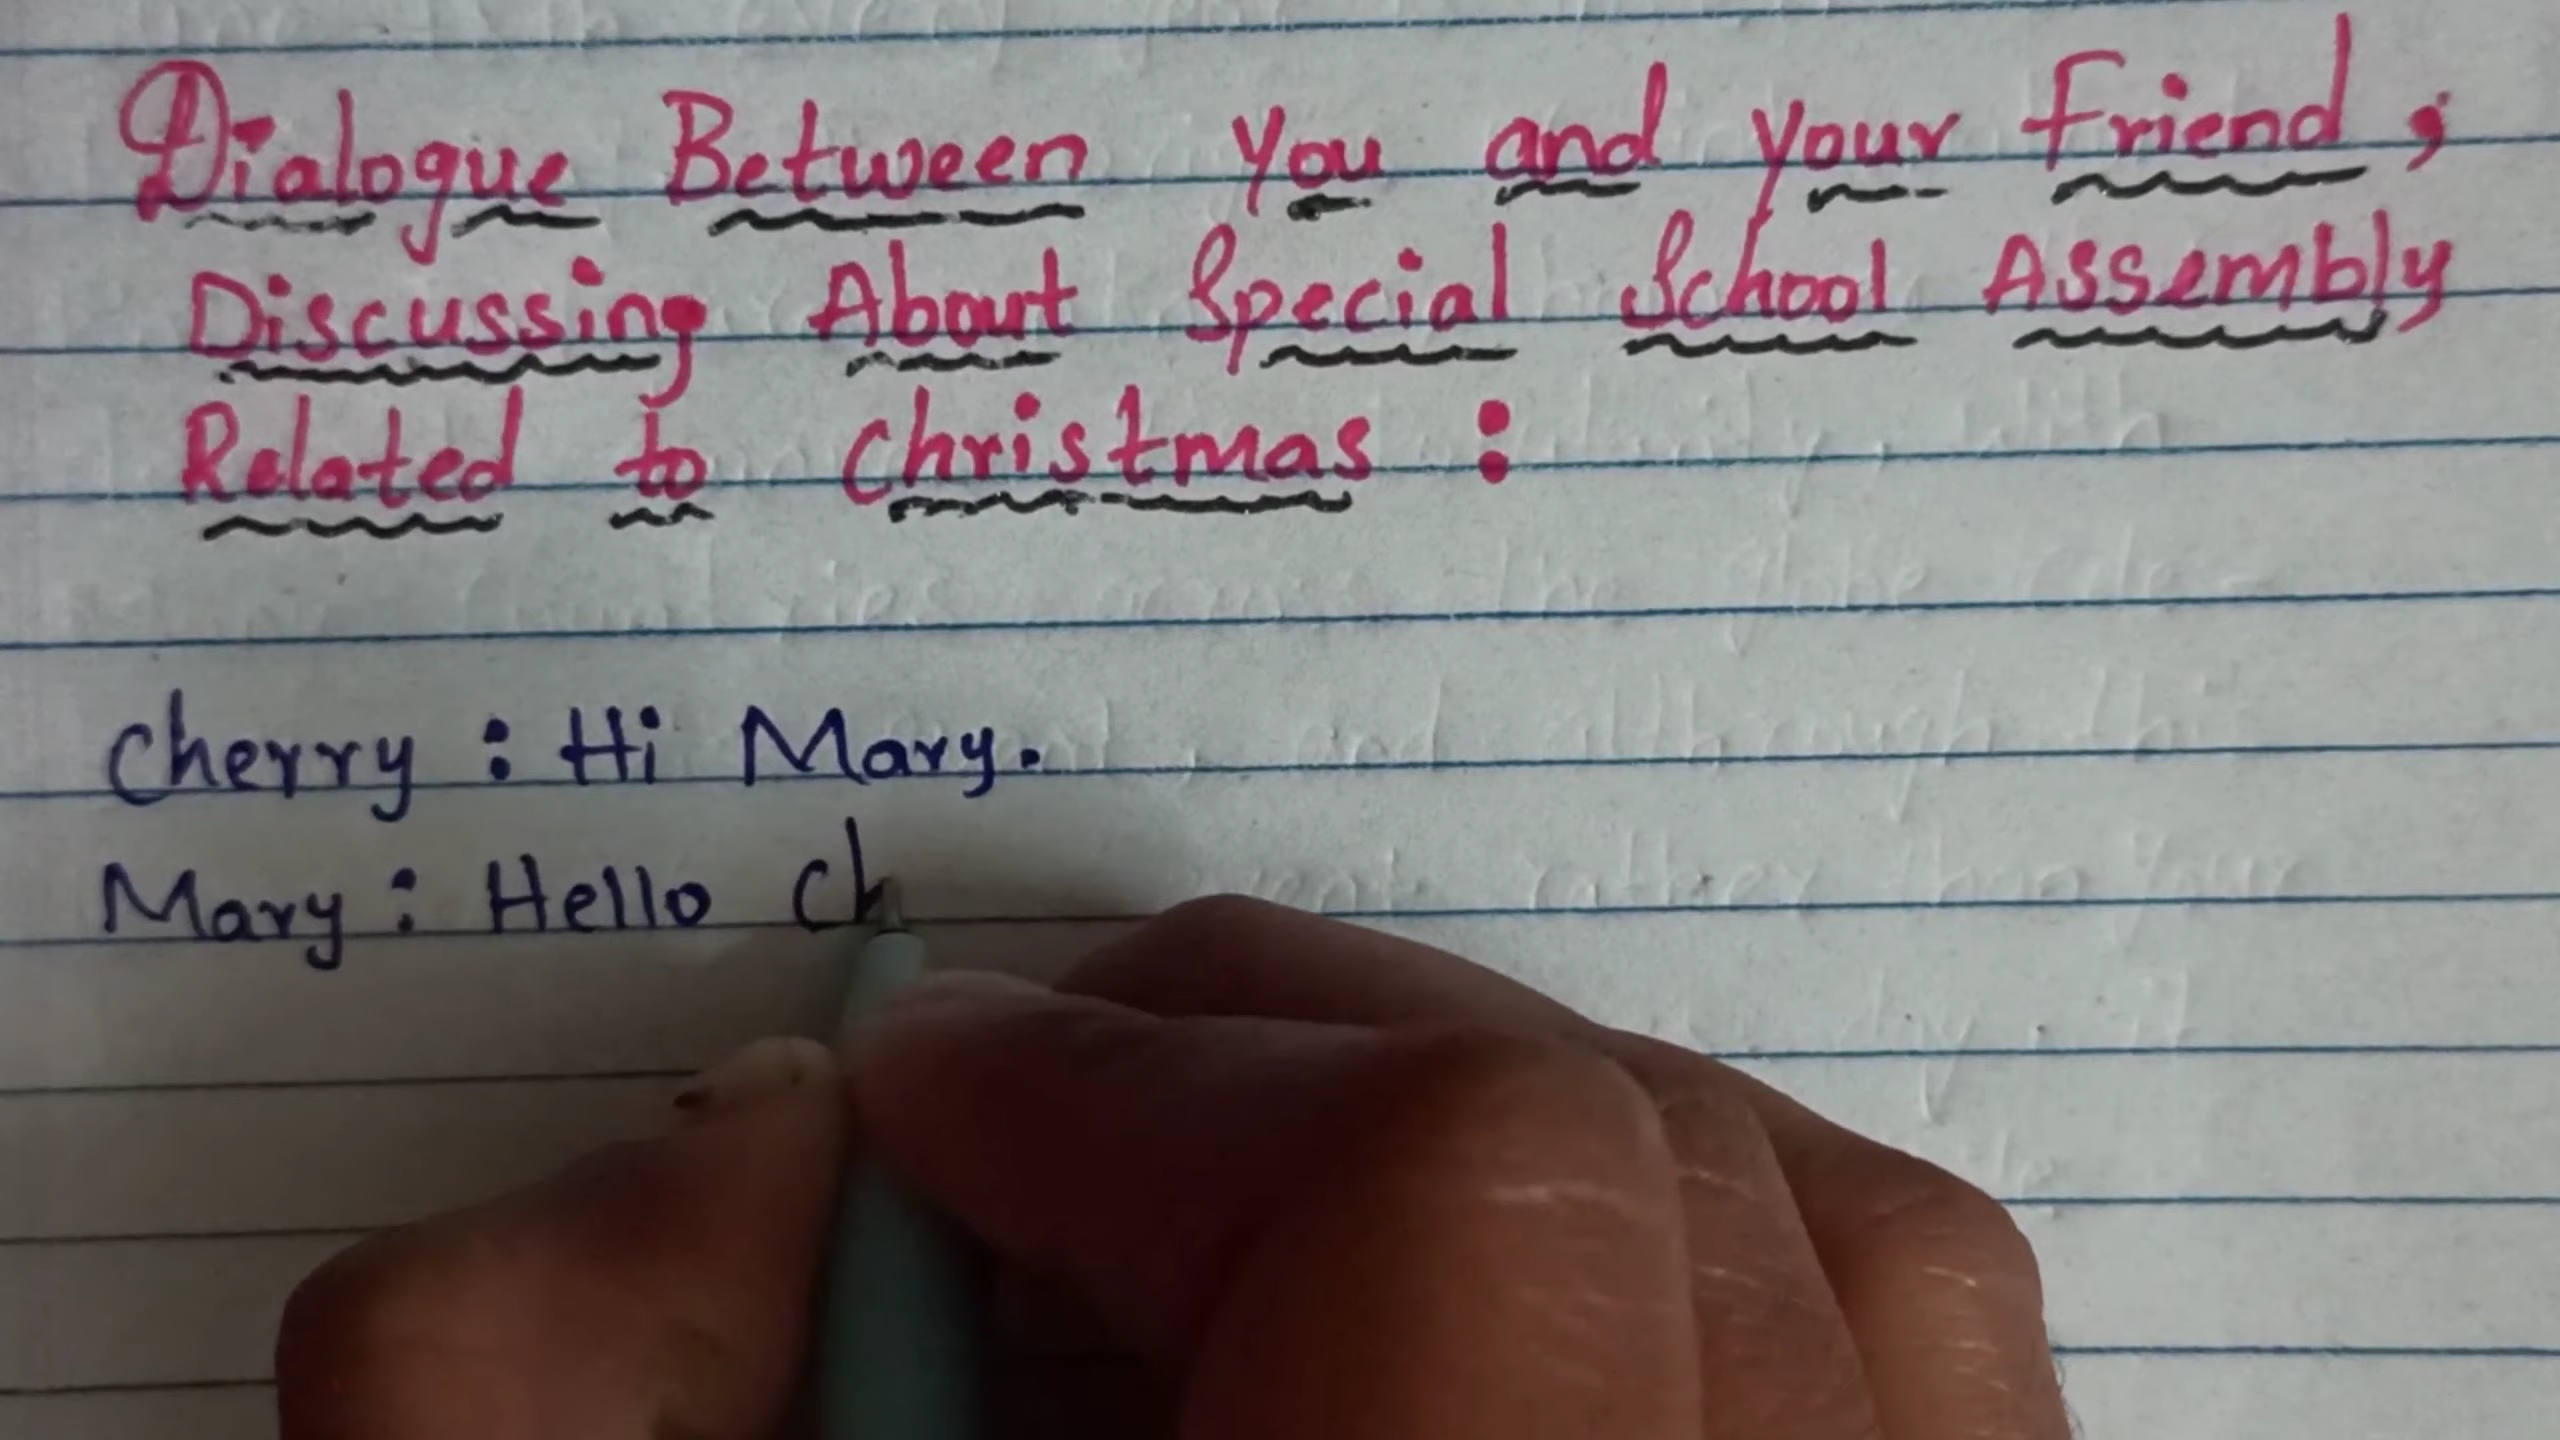 Dialogue Between You and your Friend,
Discussing About Special School Assembly
Related to Christmas :
Cherry : Hi Mary.
Mary : Hello Ch